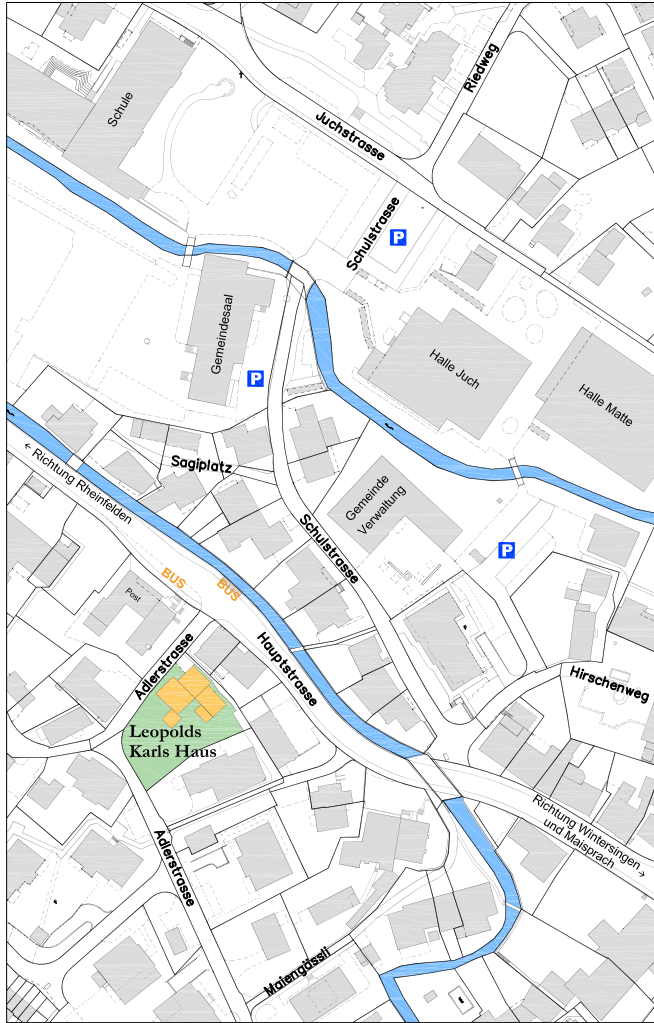 Riedweg
Schule
Juchstrasse
Schulstrasse
P
Gemeindesaal
Halle Juch
P
Halle Matte
← Richtung Rheinfelden
Sagiplatz
Gemeinde
Verwaltung
Schulstrasse
P
BUS
BUS
Post
Adlerstrasse
Hauptstrasse
Hirschenweg
Leopolds
Karls Haus
Richtung Wintersingen
und Maisprach →
Adlerstrasse
Maiengässli